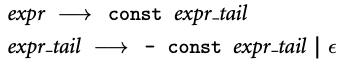 expr ⟶ const expr_tail
expr_tail ⟶ - const expr_tail | ϵ